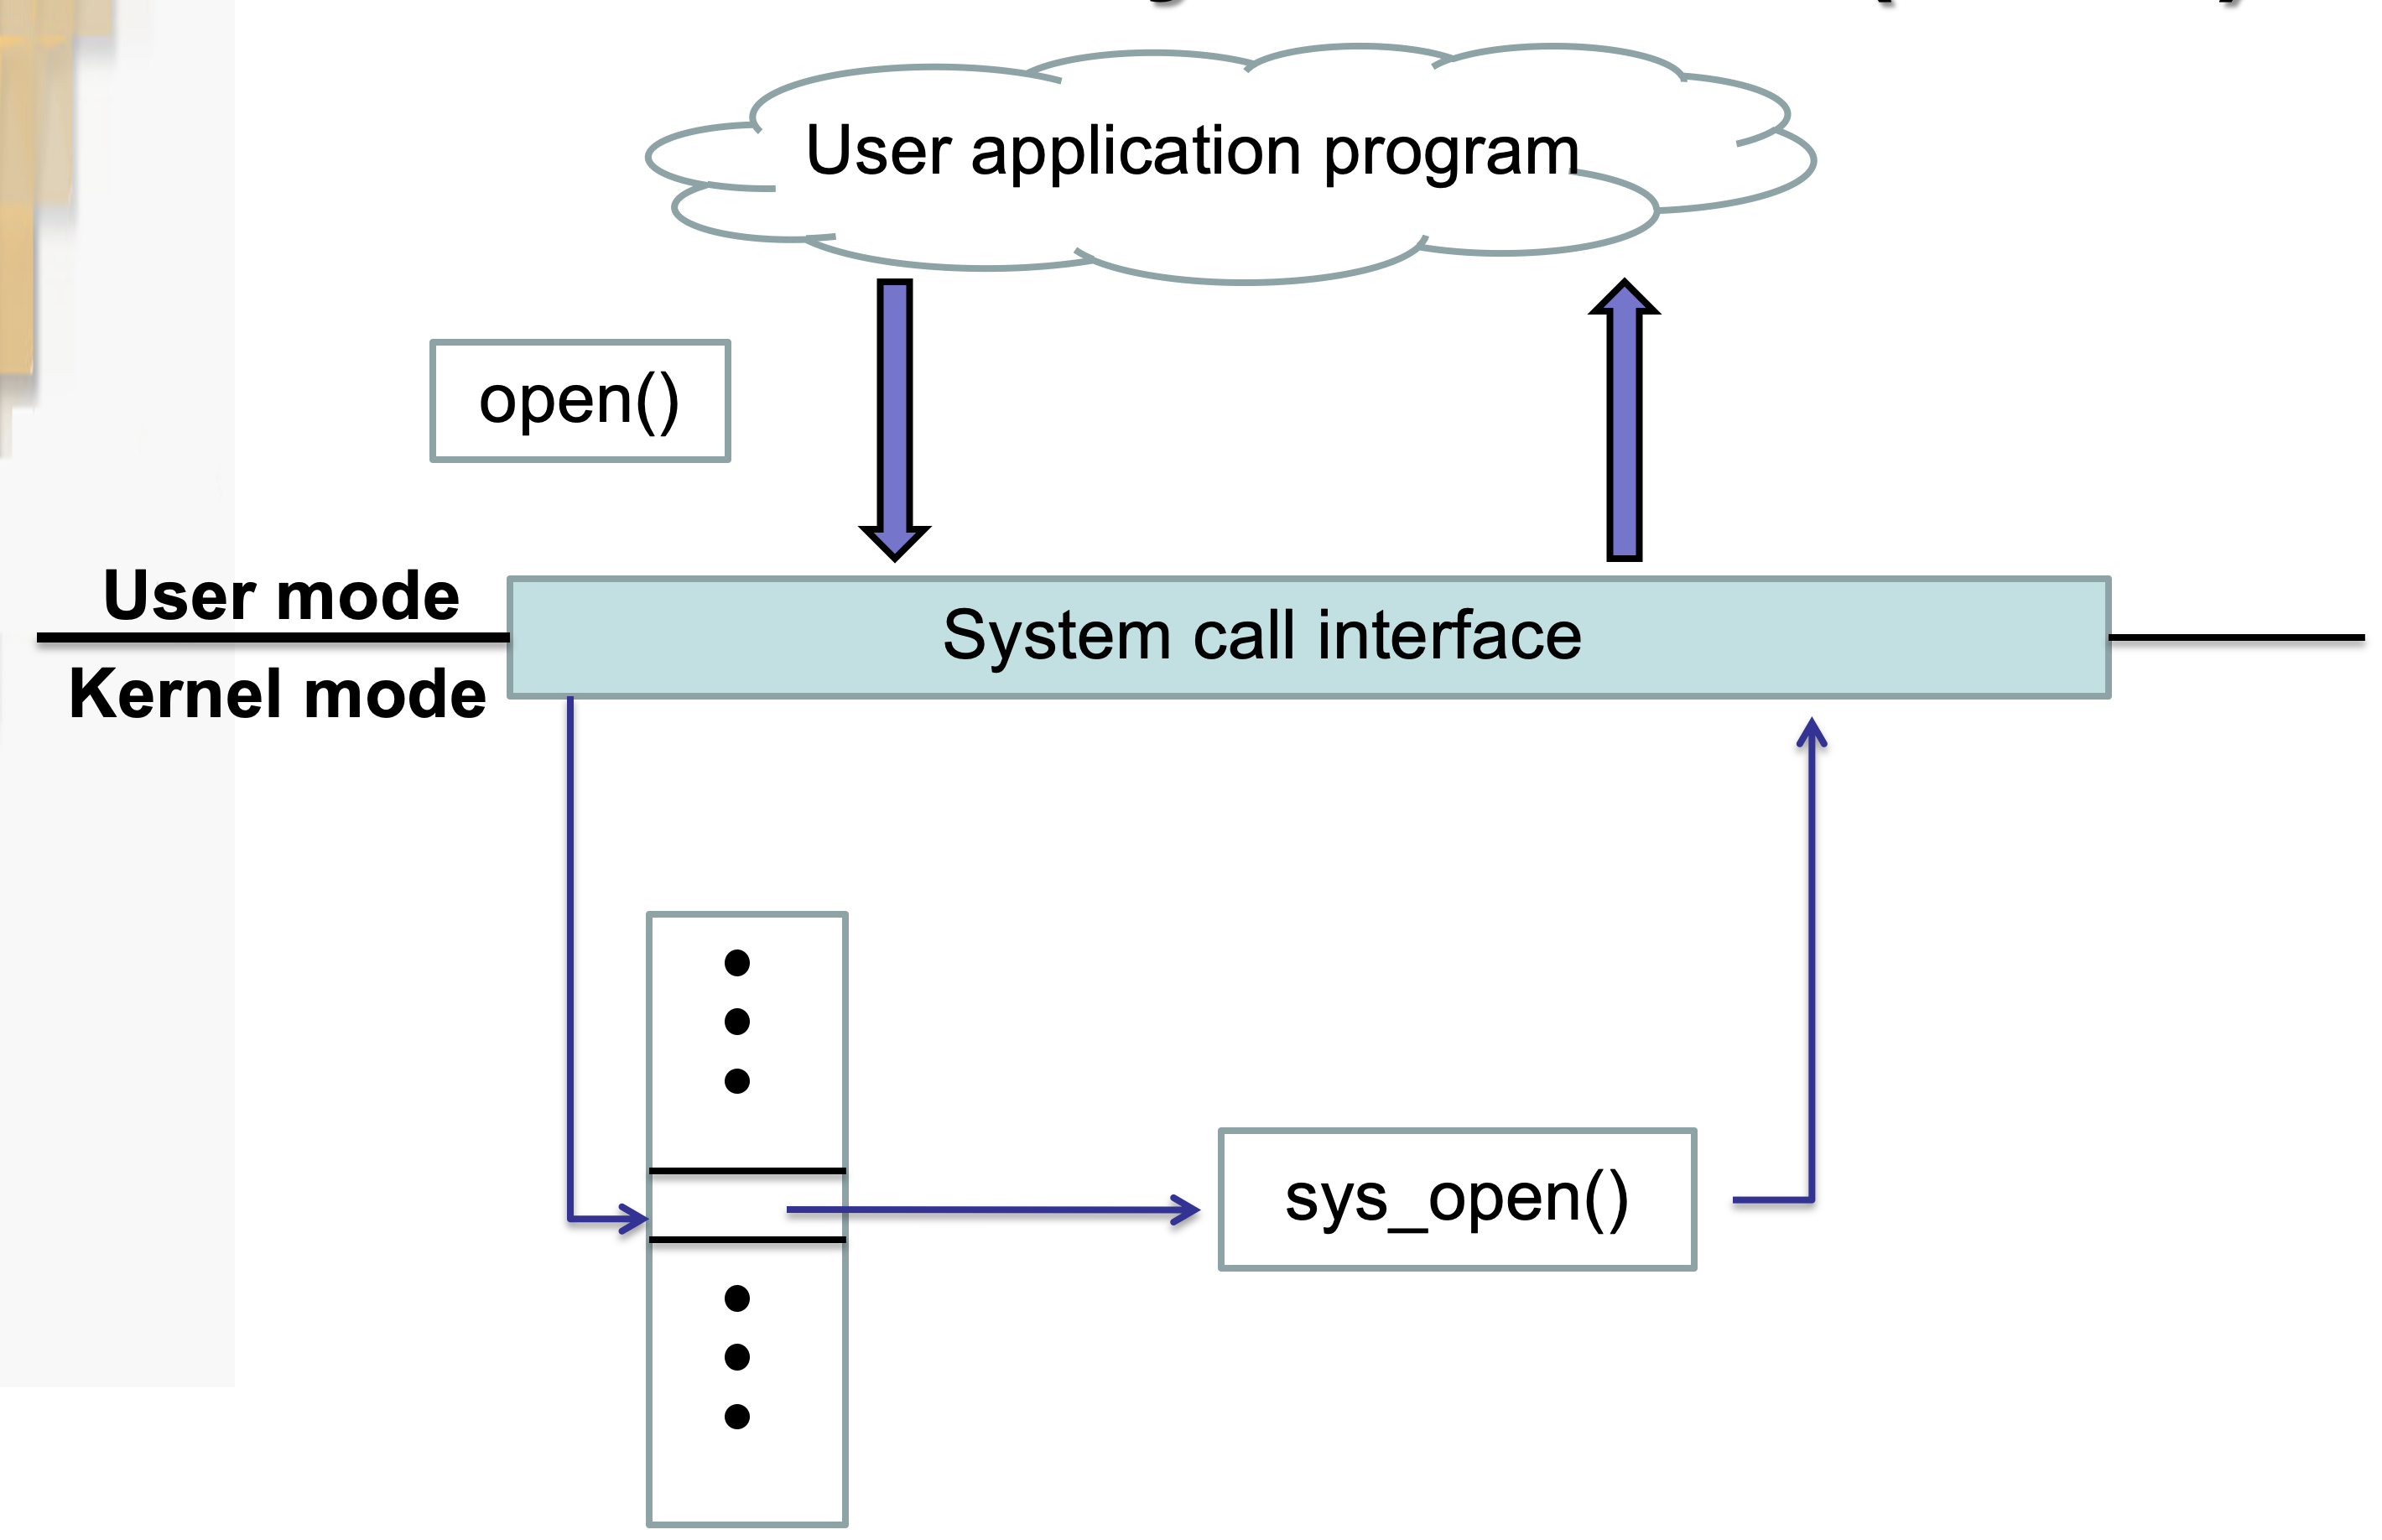 User application program
open()
User mode
System call interface
Kernel mode
sys_open()